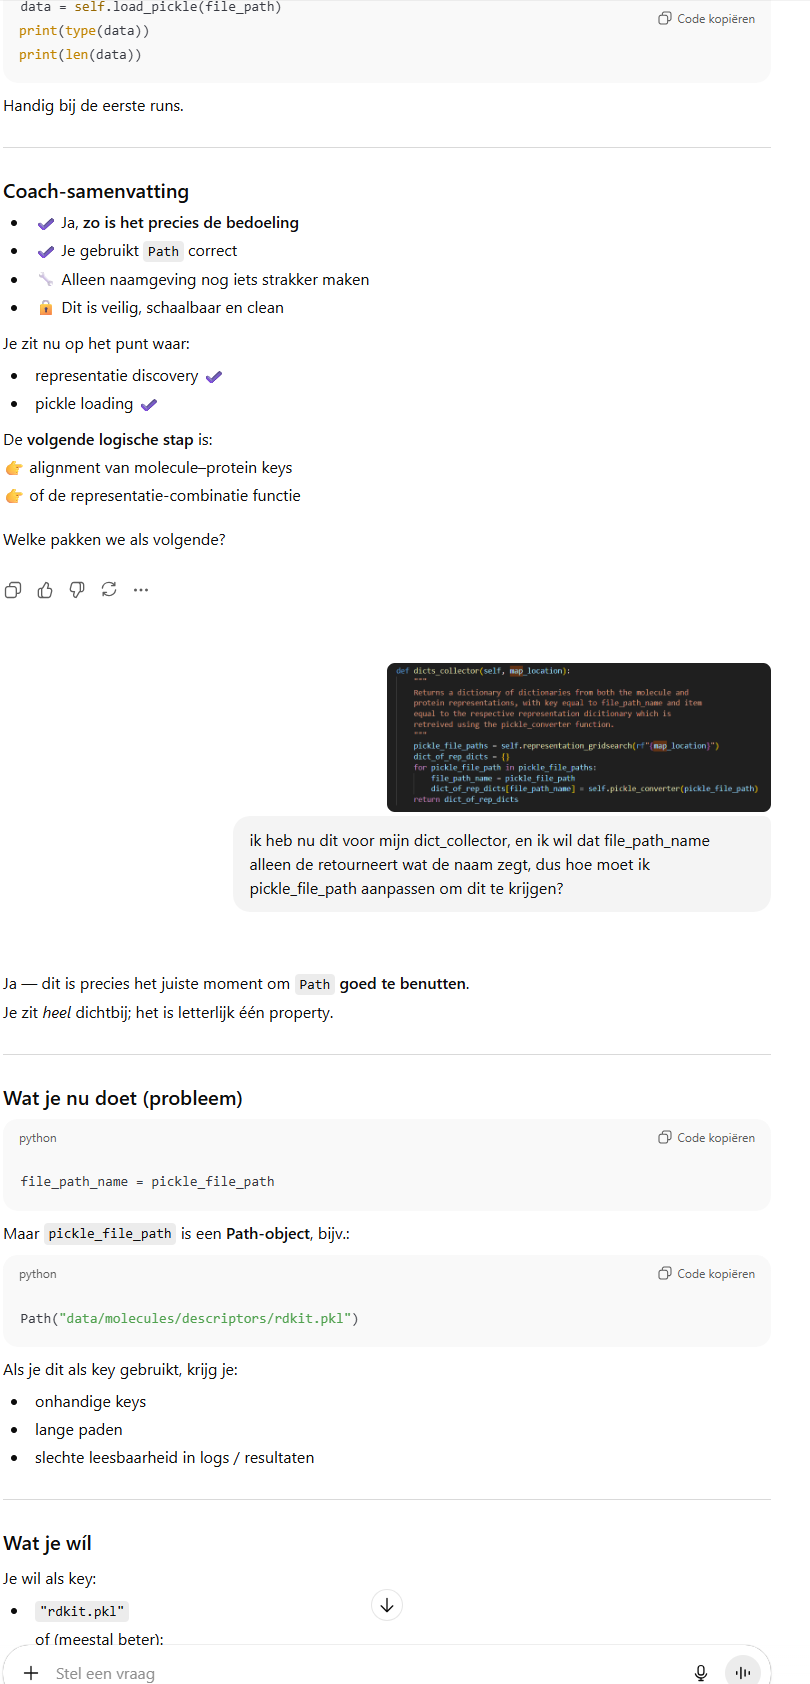 data = self.load_pickle(file_path)
Code kopiëren
print(type(data))
print(len(data))
Handig bij de eerste runs.
Coach-samenvatting
Ja, zo is het precies de bedoeling
Je gebruikt Path correct
Alleen naamgeving nog iets strakker maken
Dit is veilig, schaalbaar en clean
Je zit nu op het punt waar:
representatie discovery
pickle loading
De volgende logische stap is:
alignment van molecule–protein keys
of de representatie-combinatie functie
Welke pakken we als volgende?
def dicts_collector(self, map_location):
"""
Returns a dictionary of dictionaries from both the molecule and
protein representations, with key equal to file_path_name and item
equal to the respective representation dicitionary which is
retreived using the pickle_converter function.
"""
pickle_file_paths = self.representation_gridsearch(rf"{map_location}")
dict_of_rep_dicts = {}
for pickle_file_path in pickle_file_paths:
file_path_name = pickle_file_path
dict_of_rep_dicts[file_path_name] = self.pickle_converter(pickle_file_path)
return dict_of_rep_dicts
ik heb nu dit voor mijn dict_collector, en ik wil dat file_path_name
alleen de retourneert wat de naam zegt, dus hoe moet ik
pickle_file_path aanpassen om dit te krijgen?
Ja — dit is precies het juiste moment om Path goed te benutten.
Je zit heel dichtbij; het is letterlijk één property.
Wat je nu doet (probleem)
python
Code kopiëren
file_path_name = pickle_file_path
Maar pickle_file_path is een Path-object, bijv.:
python
Code kopiëren
Path("data/molecules/descriptors/rdkit.pkl")
Als je dit als key gebruikt, krijg je:
onhandige keys
lange paden
slechte leesbaarheid in logs / resultaten
Wat je wíl
Je wil als key:
"rdkit.pkl"
of (meestal beter):
Stel een vraag